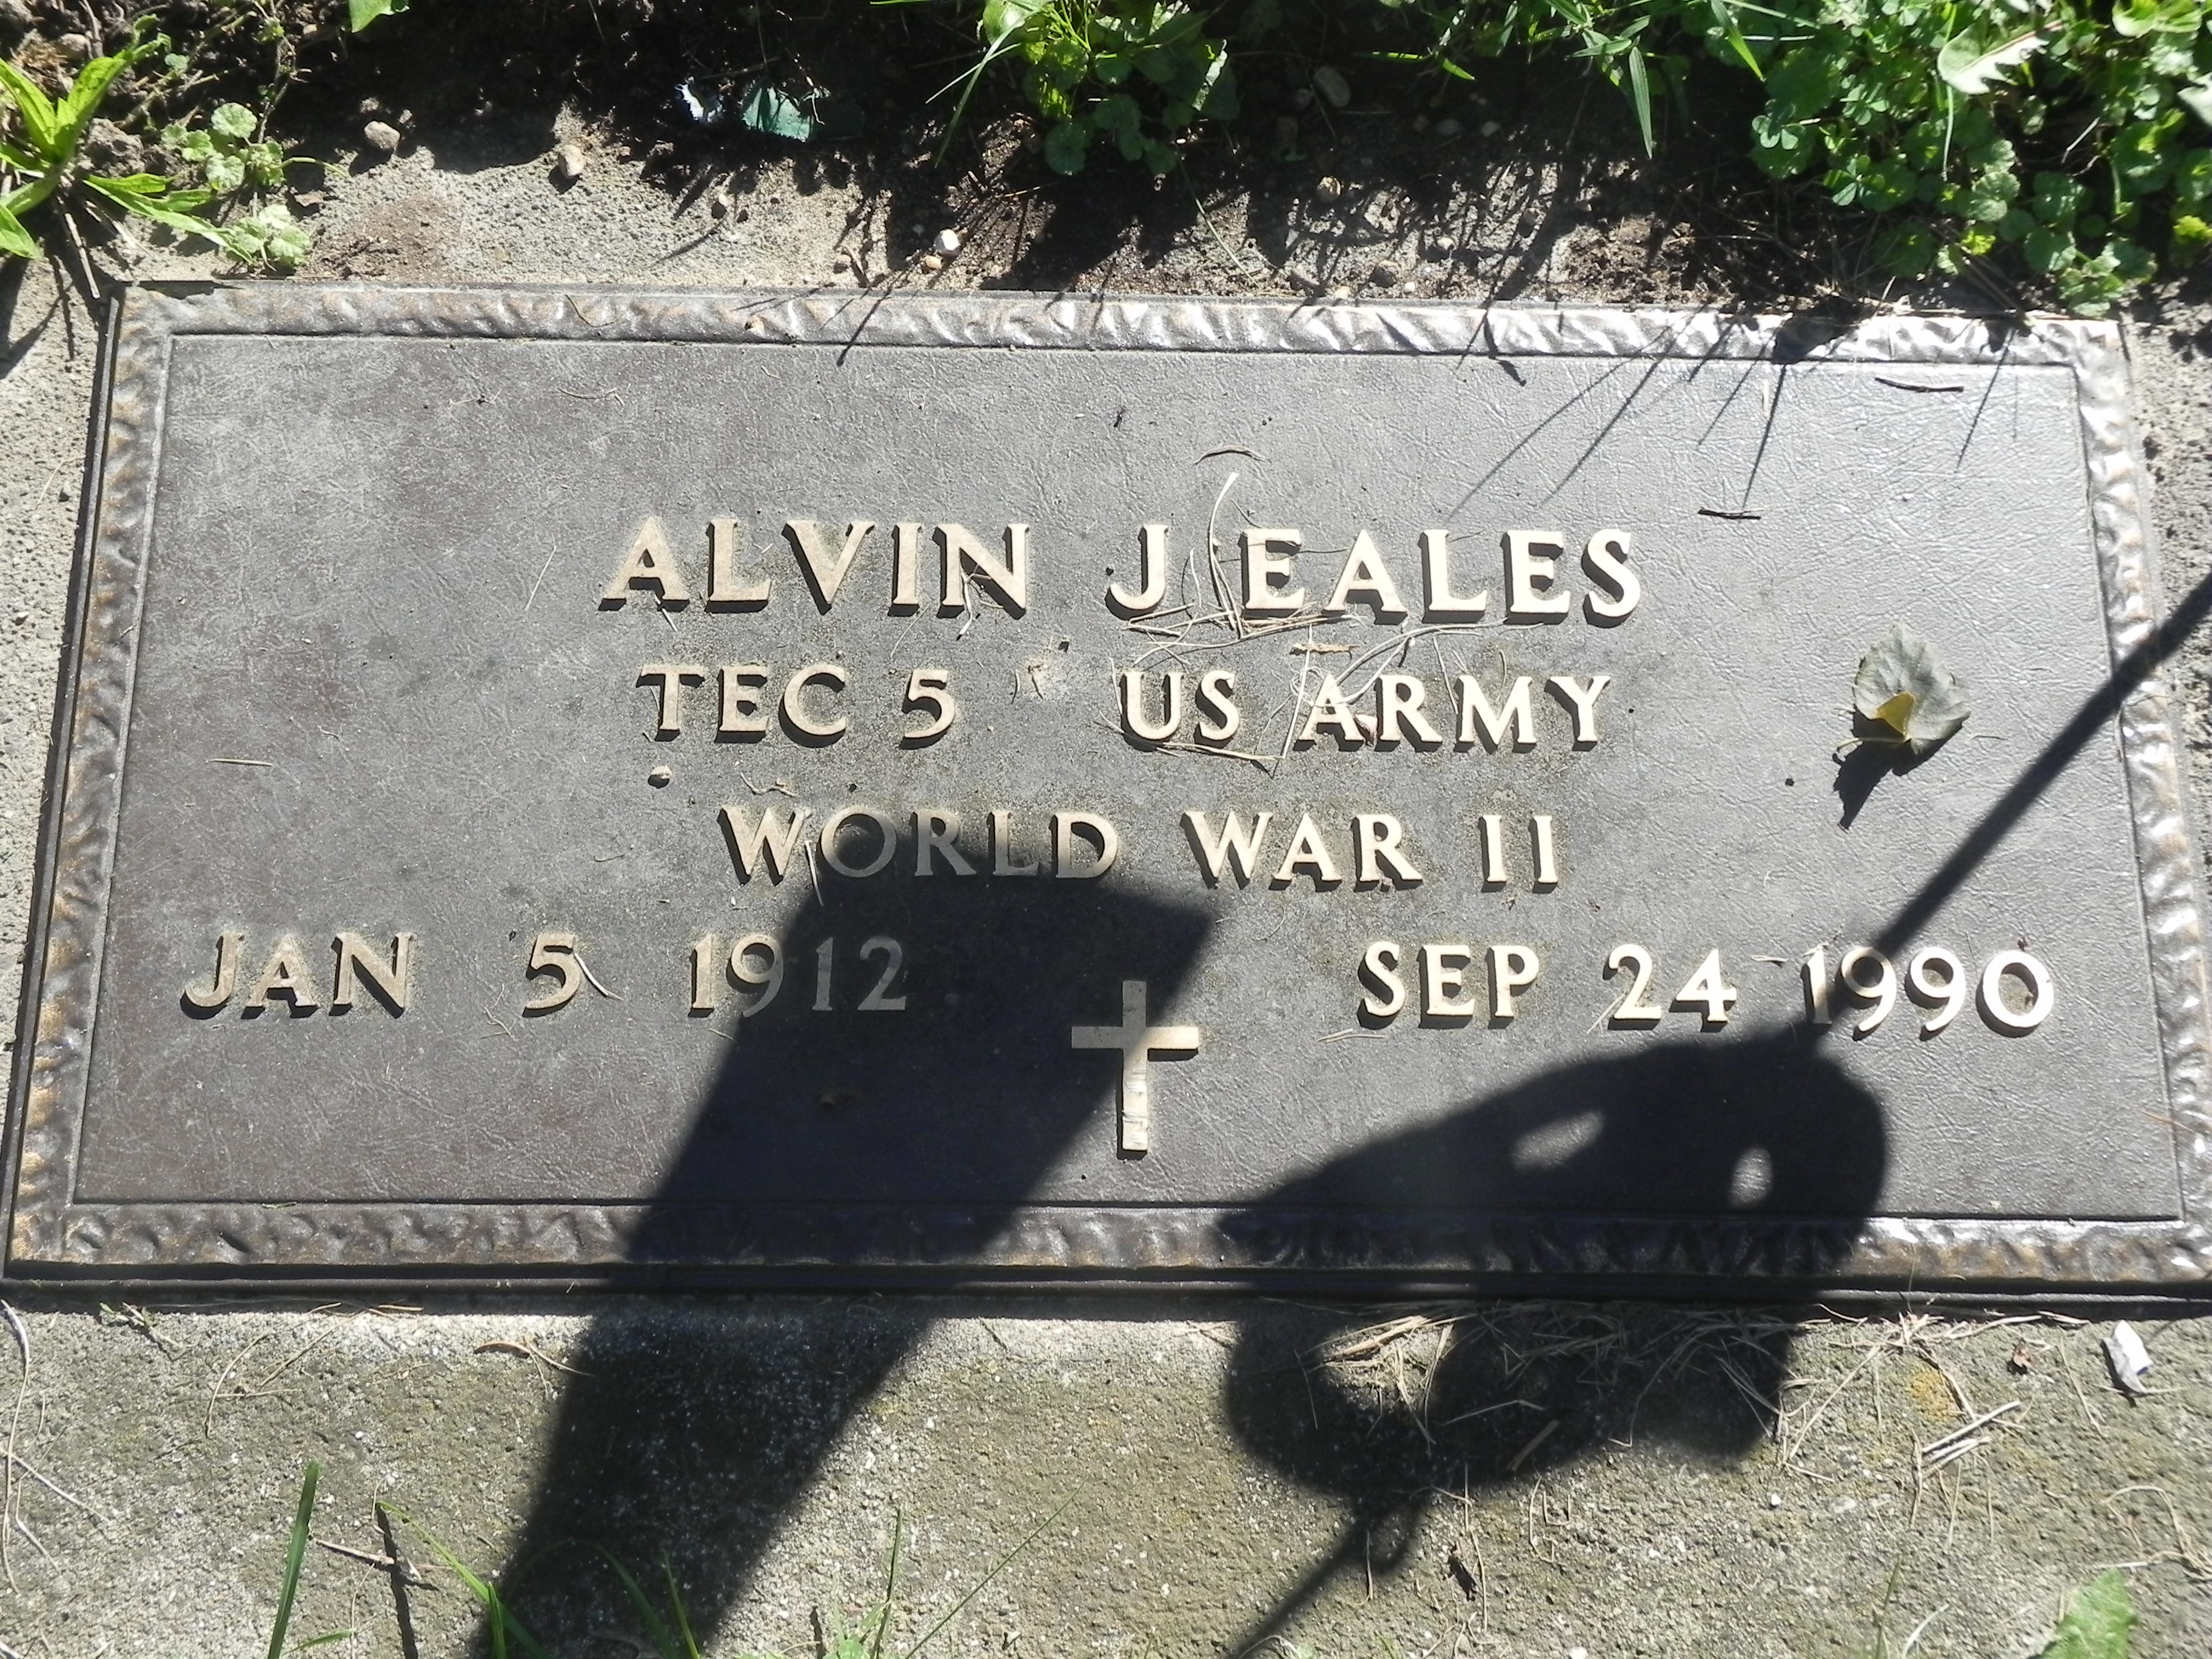 ALVIN J EALES
TEC 5 US ARMY
WORLD WAR II
JAN 5 1912 SEP 24 1990